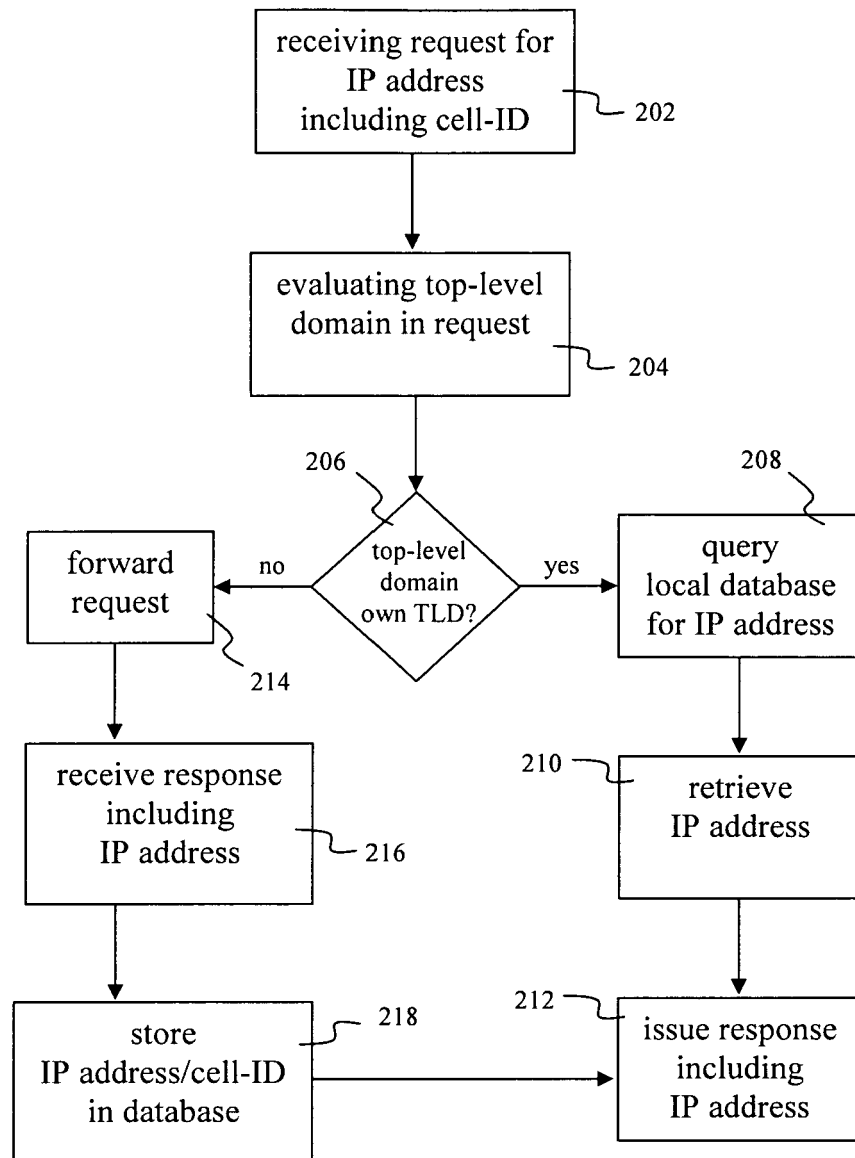 receiving request for
IP address
including cell-ID
202
evaluating top-level
domain in request
204
206
208
top-level
domain
own TLD?
no
yes
forward
request
214
query
local database
for IP address
receive response
including
IP address
216
210
retrieve
IP address
store
IP address/cell-ID
in database
218
212
issue response
including
IP address